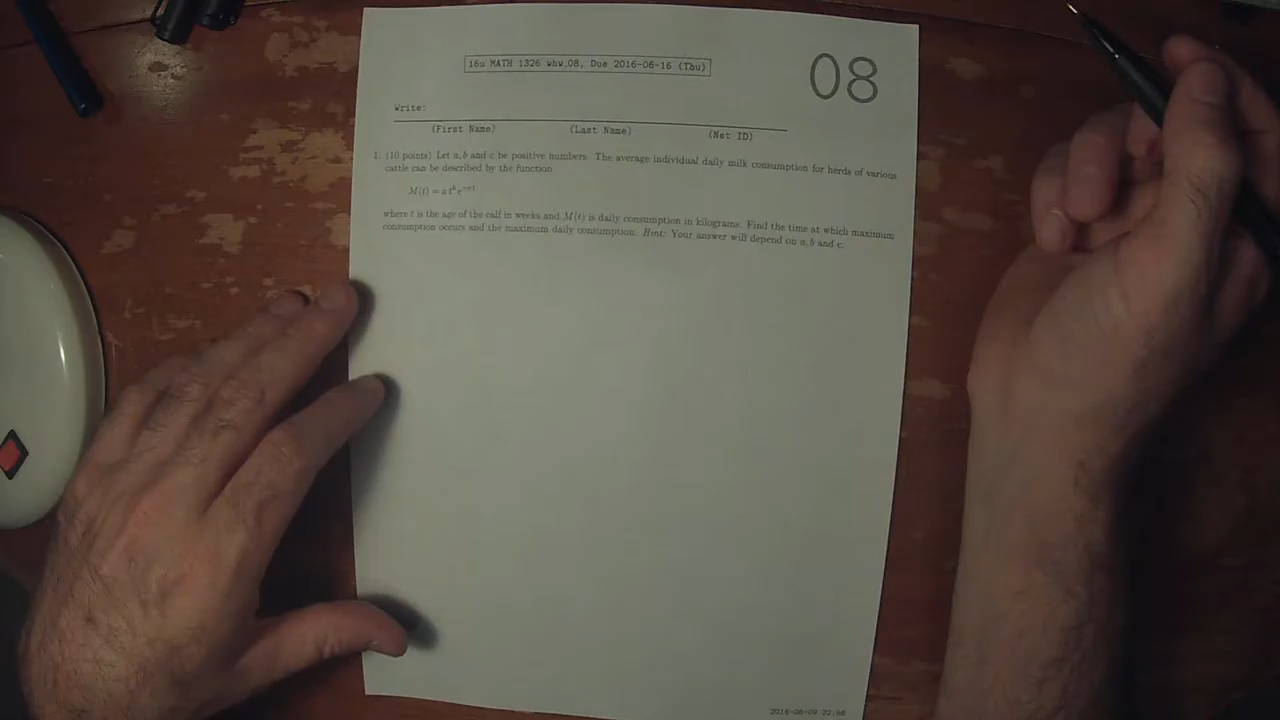 16u MATH 1326 wbw.08, Due 2016-06-16 (Thu)
08
Write:
(First Name) (Last Name) (Net ID)
1. (10 points) Let a, b and c be positive numbers. The average individual daily milk consumption for herds of various
cattle can be described by the function
M(t) = a t^b e^{-ct}
where t is the age of the calf in weeks and M(t) is daily consumption in kilograms. Find the time at which maximum
consumption occurs and the maximum daily consumption. Hint: Your answer will depend on a, b and c.
2016-06-09